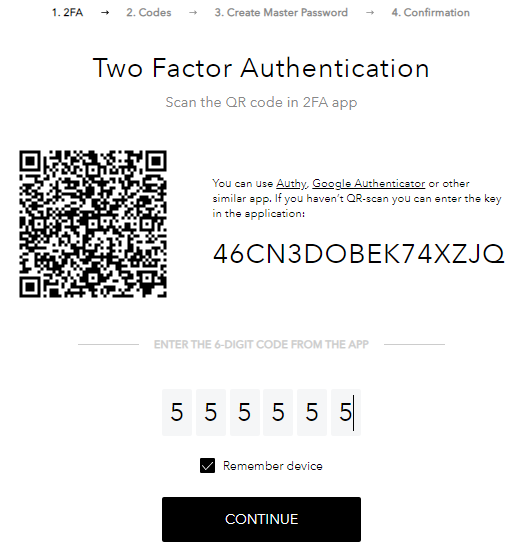 1. 2FA → 2. Codes → 3. Create Master Password → 4. Confirmation
Two Factor Authentication
Scan the QR code in 2FA app
You can use Authy, Google Authenticator or other
similar app. If you haven't QR-scan you can enter the key
in the application:
46CN3DOBEK74XZJQ
ENTER THE 6-DIGIT CODE FROM THE APP
5 5 5 5 5 5
Remember device
CONTINUE